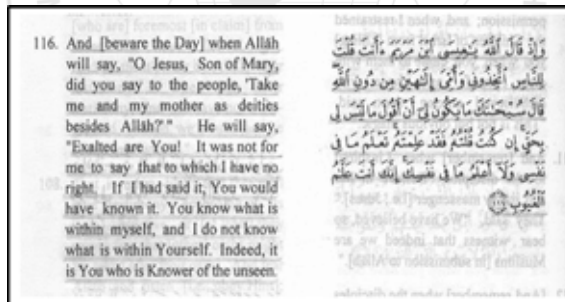 116. And [beware the Day] when Allāh
will say, "O Jesus, Son of Mary,
did you say to the people, 'Take
me and my mother as deities
besides Allāh?'" He will say,
"Exalted are You! It was not for
me to say that to which I have no
right. If I had said it, You would
have known it. You know what is
within myself, and I do not know
what is within Yourself. Indeed, it
is You who is Knower of the unseen.
وَإِذْ قَالَ ٱللَّهُ يَـٰعِيسَى ٱبْنَ مَرْيَمَ ءَأَنتَ قُلْتَ
لِلنَّاسِ ٱتَّخِذُونِى وَأُمِّىَ إِلَـٰهَيْنِ مِن دُونِ ٱللَّهِ
قَالَ سُبْحَـٰنَكَ مَا يَكُونُ لِىٓ أَنْ أَقُولَ مَا لَيْسَ لِى
بِحَقٍّ إِن كُنتُ قُلْتُهُۥ فَقَدْ عَلِمْتَهُۥ تَعْلَمُ مَا فِى
نَفْسِى وَلَآ أَعْلَمُ مَا فِى نَفْسِكَ إِنَّكَ أَنتَ عَلَّـٰمُ
ٱلْغُيُوبِ ١١٦